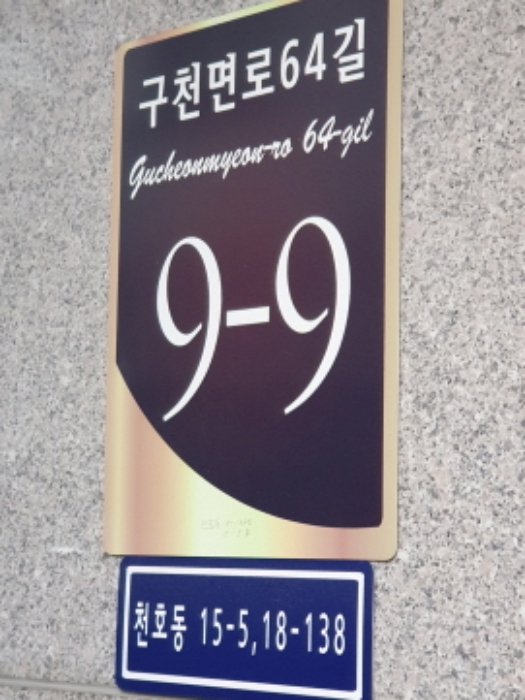 구천면로64길
Gucheonmyeon-ro 64-gil
9-9
천호동 15-5,18-138